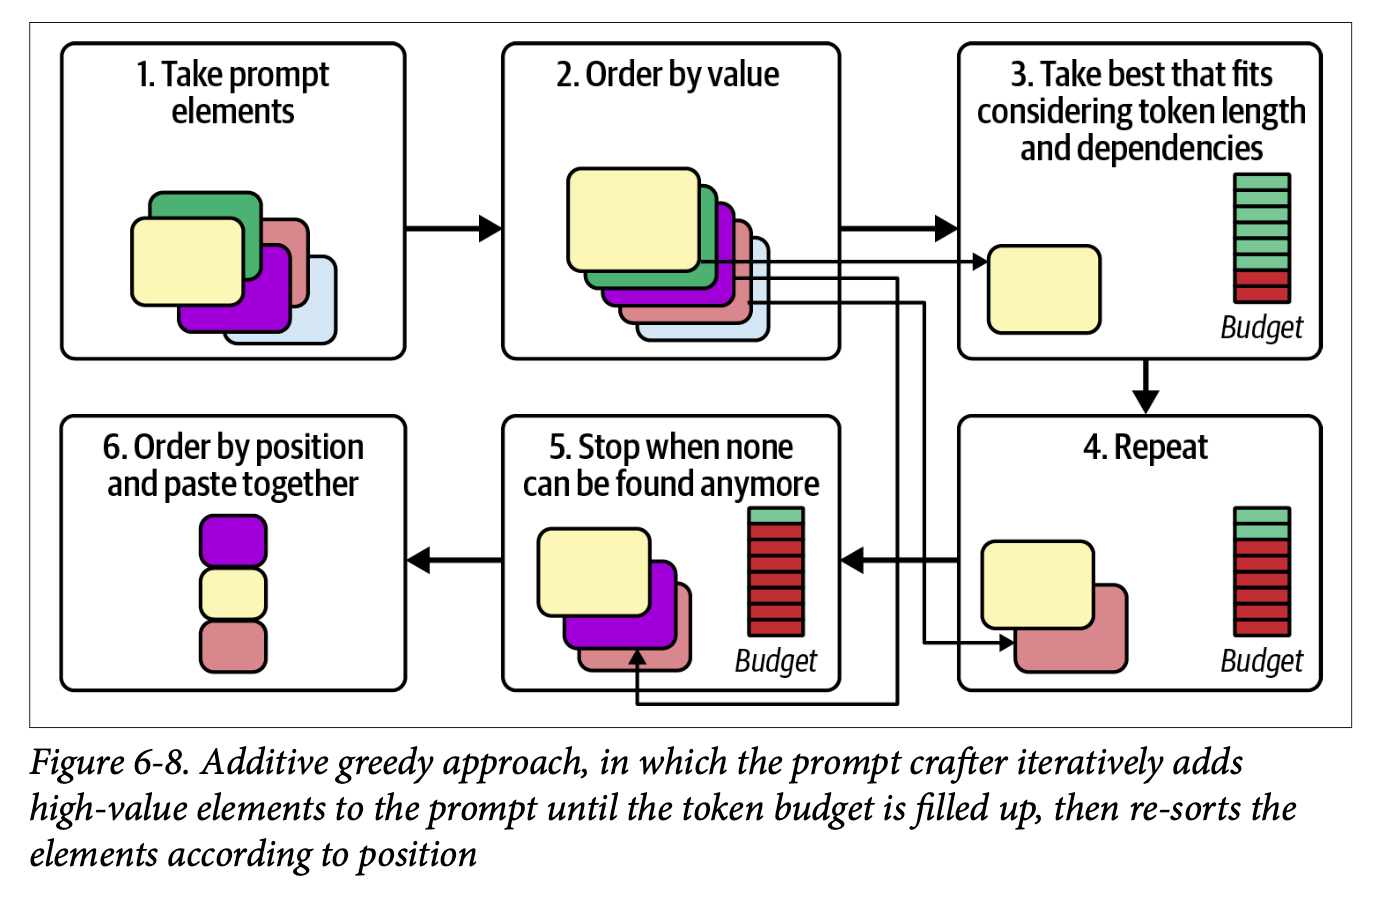 1. Take prompt
elements
2. Order by value
3. Take best that fits
considering token length
and dependencies
Budget
6. Order by position
and paste together
5. Stop when none
can be found anymore
Budget
4. Repeat
Budget
Figure 6-8. Additive greedy approach, in which the prompt crafter iteratively adds
high-value elements to the prompt until the token budget is filled up, then re-sorts the
elements according to position